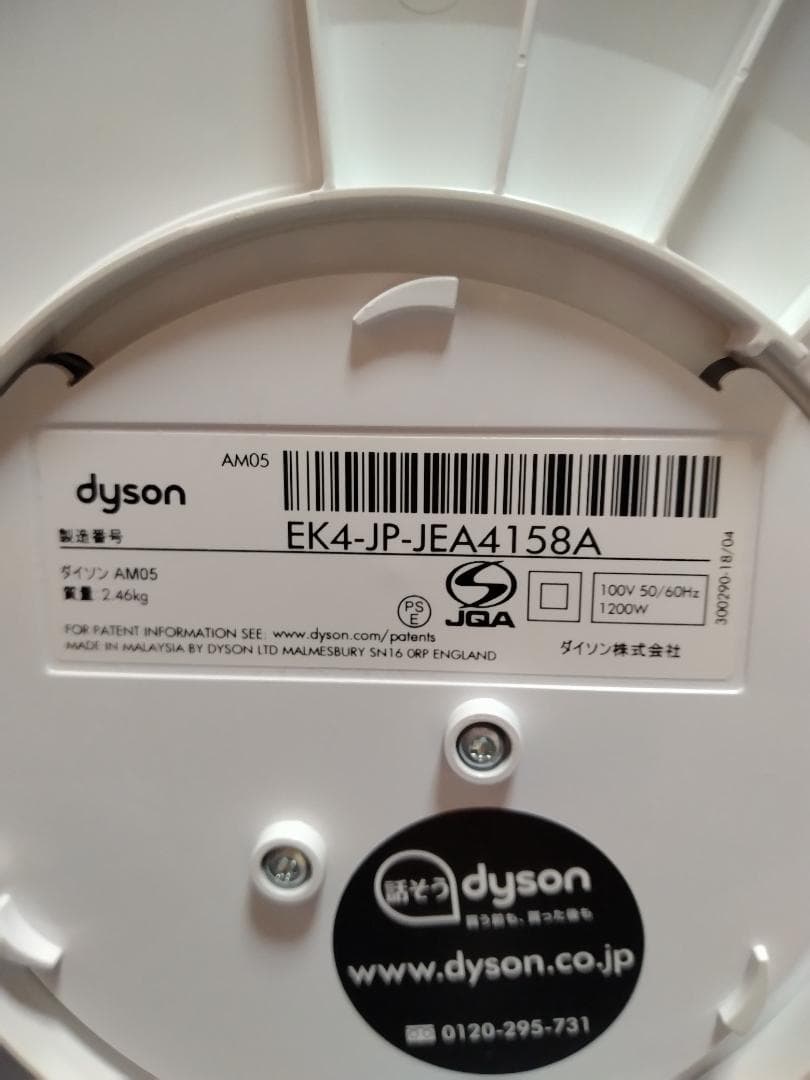 AM05
dyson
製造番号
EK4-JP-JEA4158A
ダイソン AM05
質量 2.46kg
PS
E
JQA
100V 50/60Hz
1200W
300290-18/04
FOR PATENT INFORMATION SEE: www.dyson.com/patents
MADE IN MALAYSIA BY DYSON LTD MALMESBURY SN16 0RP ENGLAND
ダイソン株式会社
話そう dyson
買う前も、買った後も
www.dyson.co.jp
0120-295-731